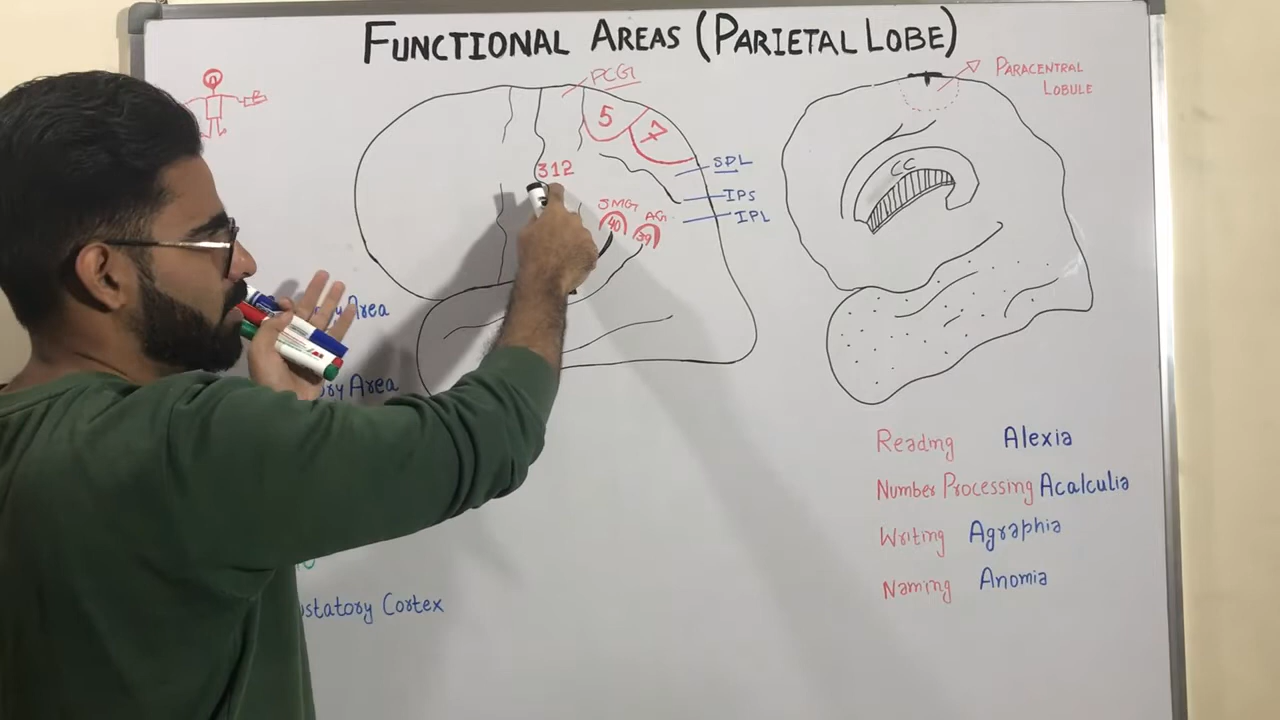 FUNCTIONAL AREAS (PARIETAL LOBE)
PCG
PARACENTRAL
LOBULE
5
7
CC
312
SPL
IPS
IPL
SMG
40
AG
39
Area
Area
Reading Alexia
Number Processing Acalculia
Writing Agraphia
Naming Anomia
Cortex